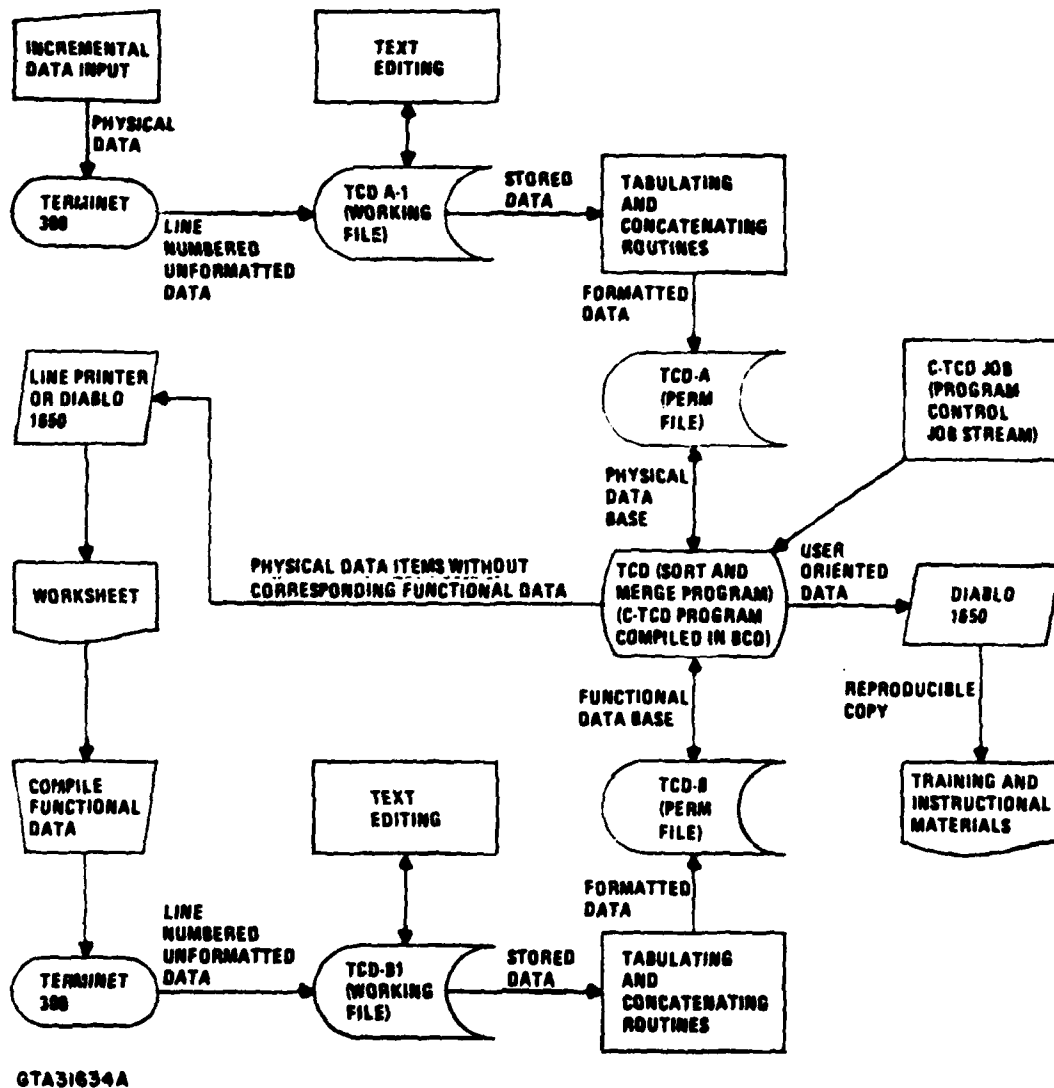 INCREMENTAL
DATA INPUT
TEXT
EDITING
PHYSICAL
DATA
TERMINET
300
LINE
NUMBERED
UNFORMATTED
DATA
TCD A-1
(WORKING
FILE)
STORED
DATA
TABULATING
AND
CONCATENATING
ROUTINES
FORMATTED
DATA
LINE PRINTER
OR DIABLO
1650
TCD-A
(PERM
FILE)
C-TCD JOB
(PROGRAM
CONTROL
JOB STREAM)
PHYSICAL
DATA
BASE
WORKSHEET
PHYSICAL DATA ITEMS WITHOUT
CORRESPONDING FUNCTIONAL DATA
TCD (SORT AND
MERGE PROGRAM)
(C-TCD PROGRAM
COMPILED IN BCD)
USER
ORIENTED
DATA
DIABLO
1650
FUNCTIONAL
DATA BASE
REPRODUCIBLE
COPY
COMPILE
FUNCTIONAL
DATA
TEXT
EDITING
TCD-B
(PERM
FILE)
TRAINING AND
INSTRUCTIONAL
MATERIALS
FORMATTED
DATA
TERMINET
300
LINE
NUMBERED
UNFORMATTED
DATA
TCD-B1
(WORKING
FILE)
STORED
DATA
TABULATING
AND
CONCATENATING
ROUTINES
GTA31634A